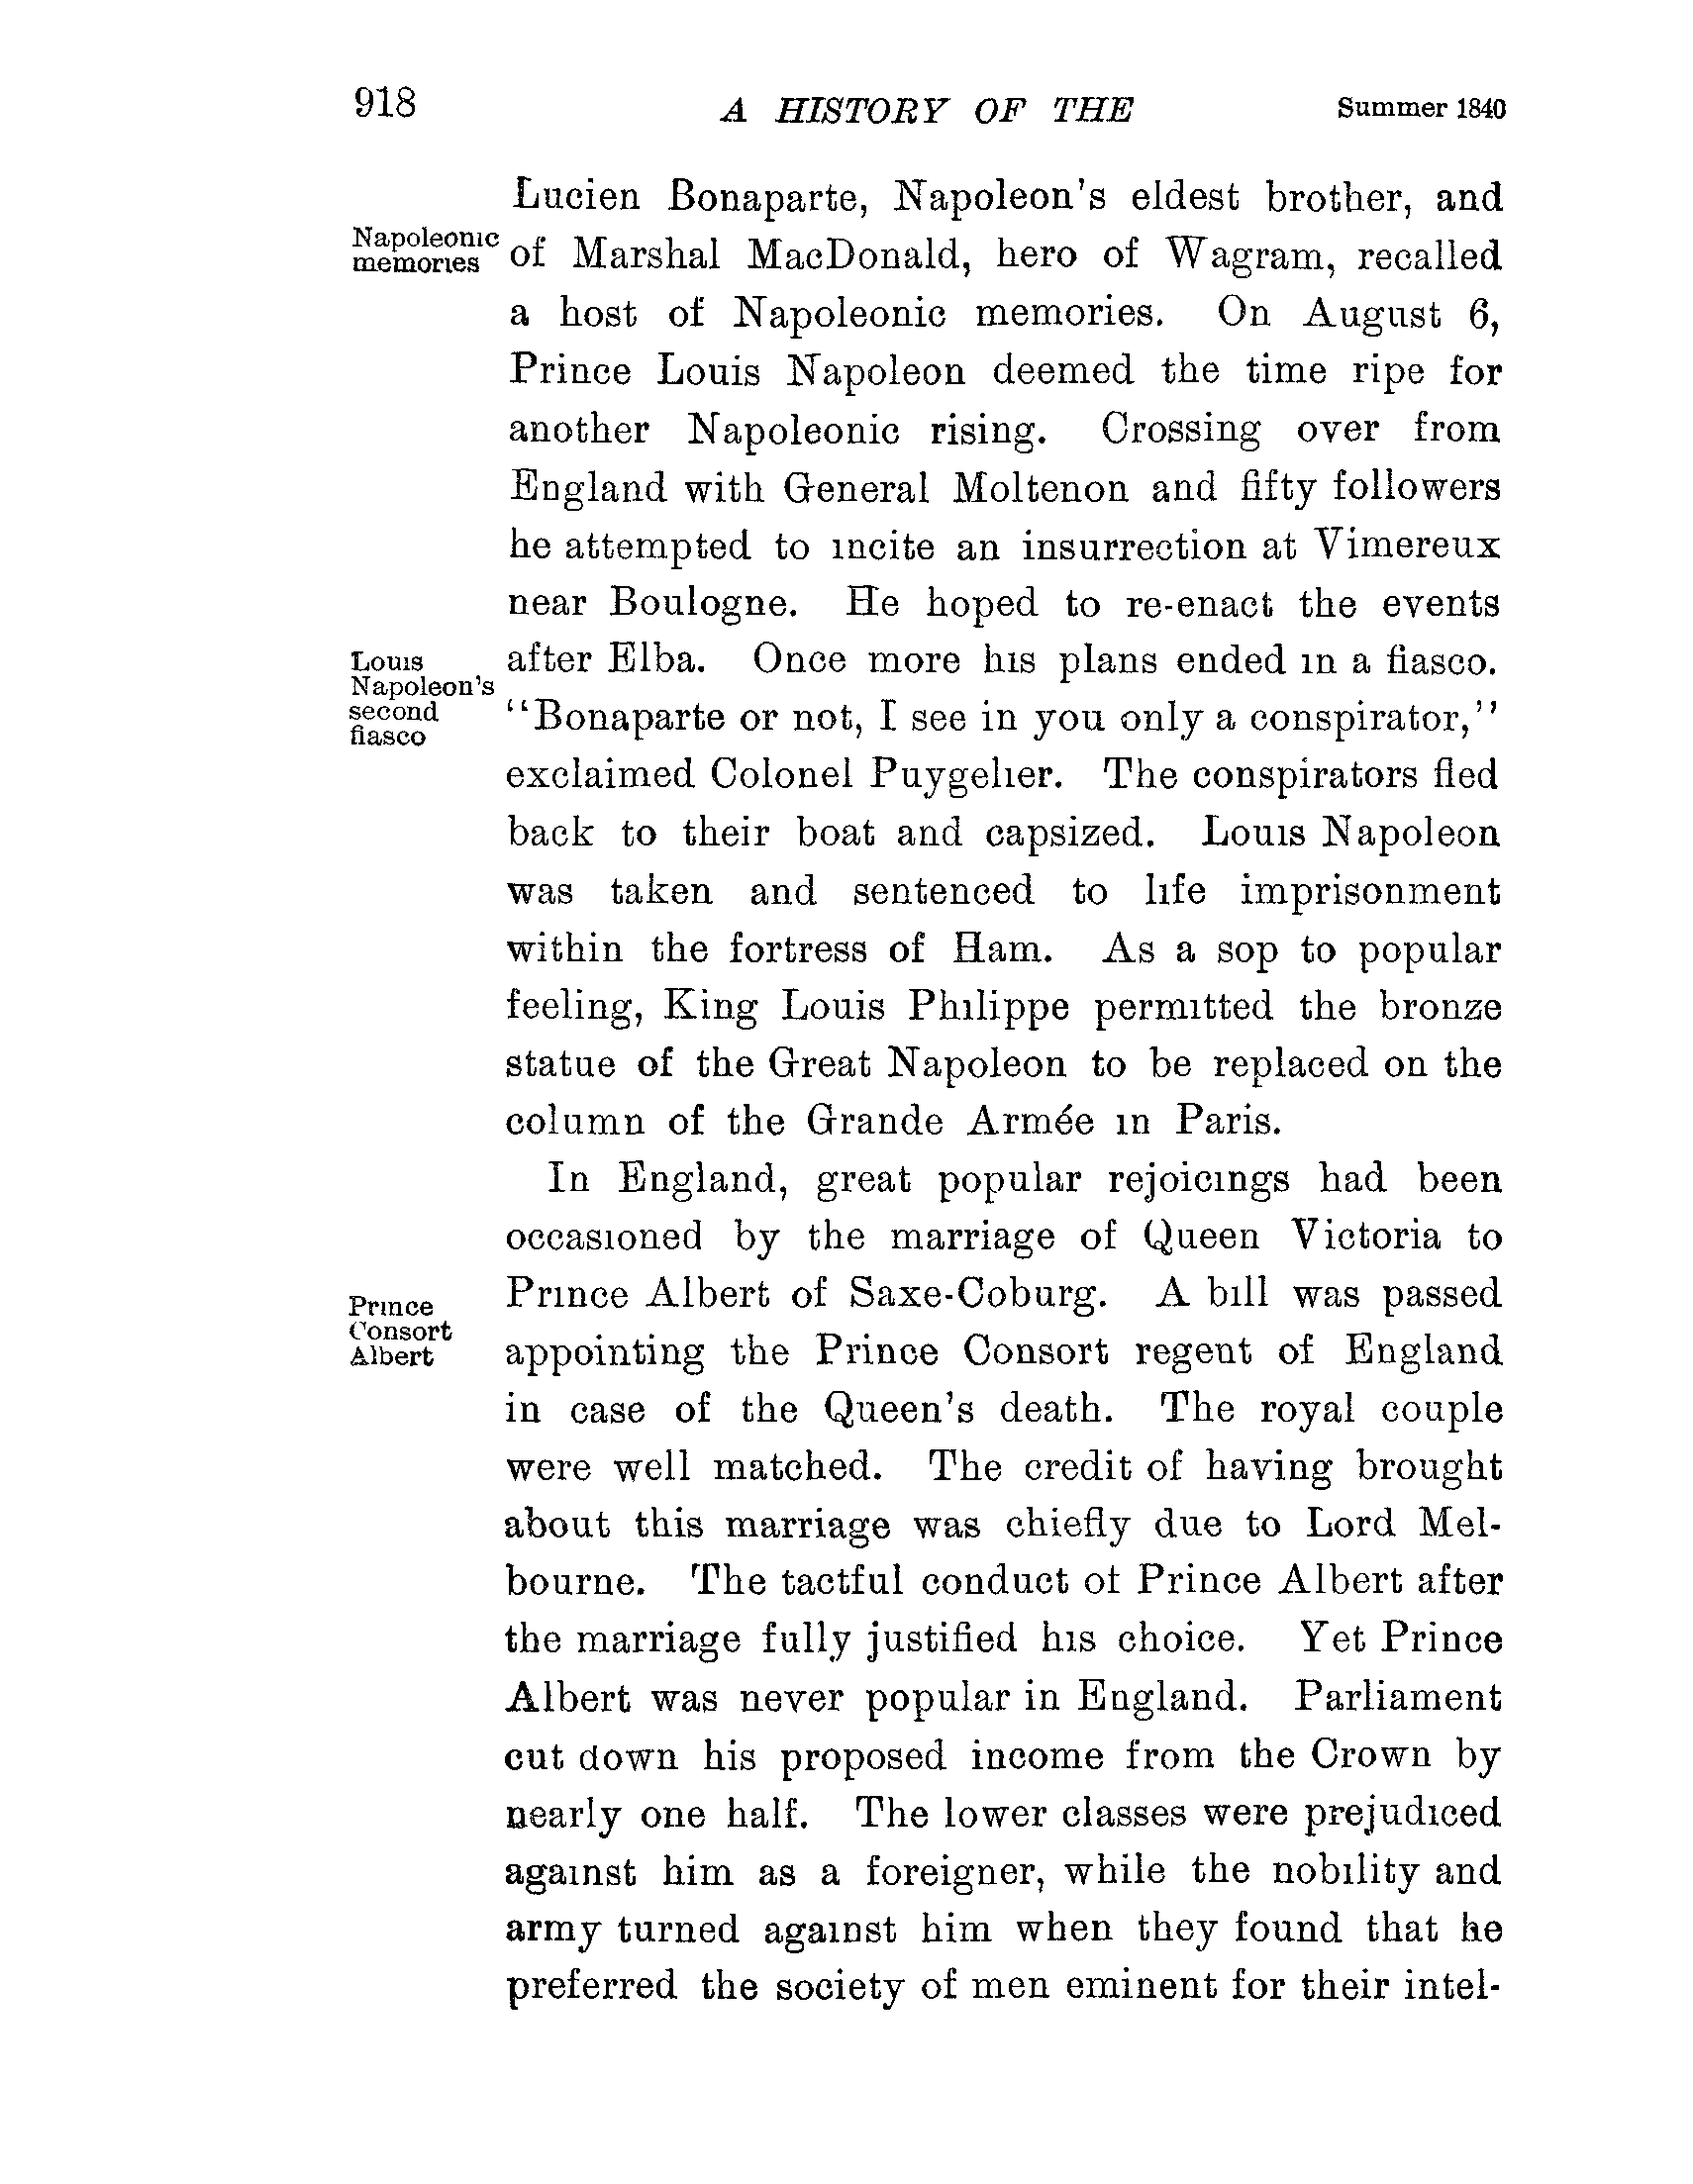 918 A HISTORY OF THE Summer 1840
Lucien Bonaparte, Napoleon's eldest brother, and
Napoleonic
memories
of Marshal MacDonald, hero of Wagram, recalled
a host of Napoleonic memories. On August 6,
Prince Louis Napoleon deemed the time ripe for
another Napoleonic rising. Crossing over from
England with General Moltenon and fifty followers
he attempted to incite an insurrection at Vimereux
near Boulogne. He hoped to re-enact the events
Louis
Napoleon's
second
fiasco
after Elba. Once more his plans ended in a fiasco.
"Bonaparte or not, I see in you only a conspirator,"
exclaimed Colonel Puygelier. The conspirators fled
back to their boat and capsized. Louis Napoleon
was taken and sentenced to life imprisonment
within the fortress of Ham. As a sop to popular
feeling, King Louis Philippe permitted the bronze
statue of the Great Napoleon to be replaced on the
column of the Grande Armée in Paris.
In England, great popular rejoicings had been
occasioned by the marriage of Queen Victoria to
Prince
Consort
Albert
Prince Albert of Saxe-Coburg. A bill was passed
appointing the Prince Consort regent of England
in case of the Queen's death. The royal couple
were well matched. The credit of having brought
about this marriage was chiefly due to Lord Mel-
bourne. The tactful conduct of Prince Albert after
the marriage fully justified his choice. Yet Prince
Albert was never popular in England. Parliament
cut down his proposed income from the Crown by
nearly one half. The lower classes were prejudiced
against him as a foreigner, while the nobility and
army turned against him when they found that he
preferred the society of men eminent for their intel-